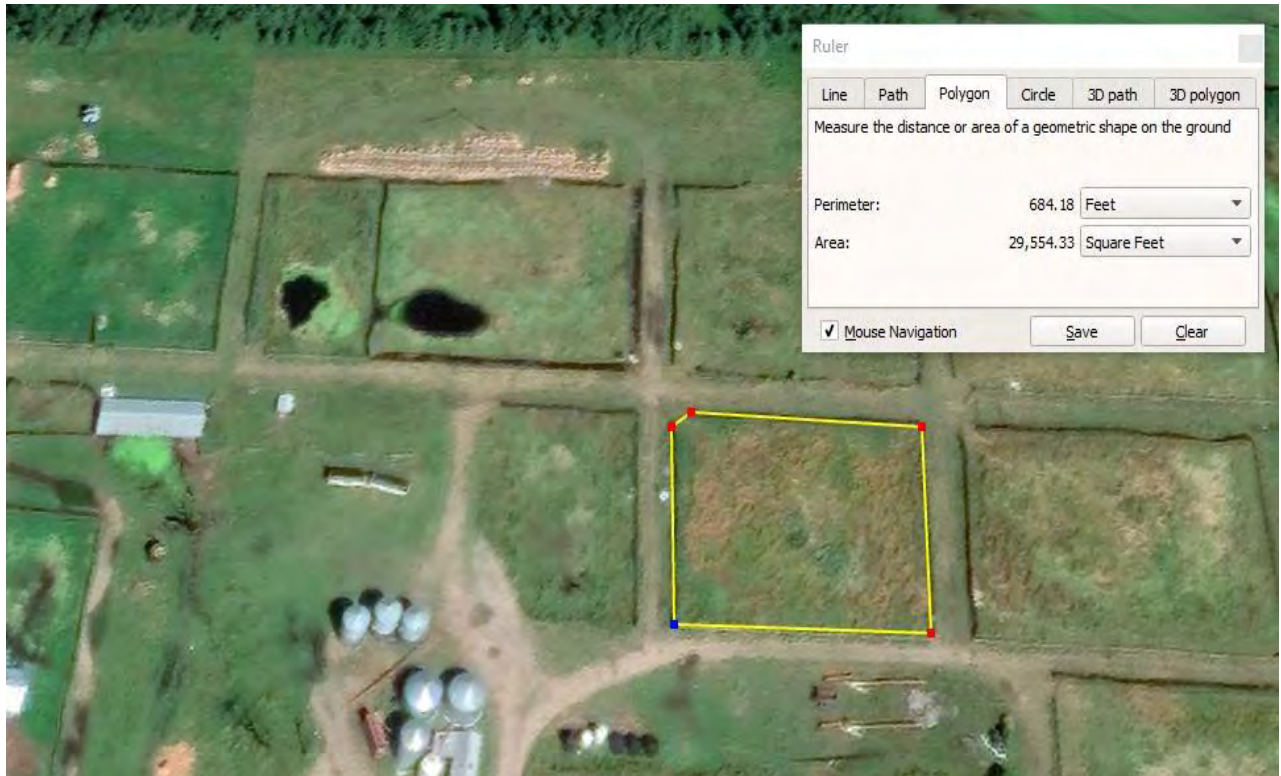 Ruler
Line Path Polygon Circle 3D path 3D polygon
Measure the distance or area of a geometric shape on the ground
Perimeter: 684.18 Feet
Area: 29,554.33 Square Feet
Mouse Navigation Save Clear